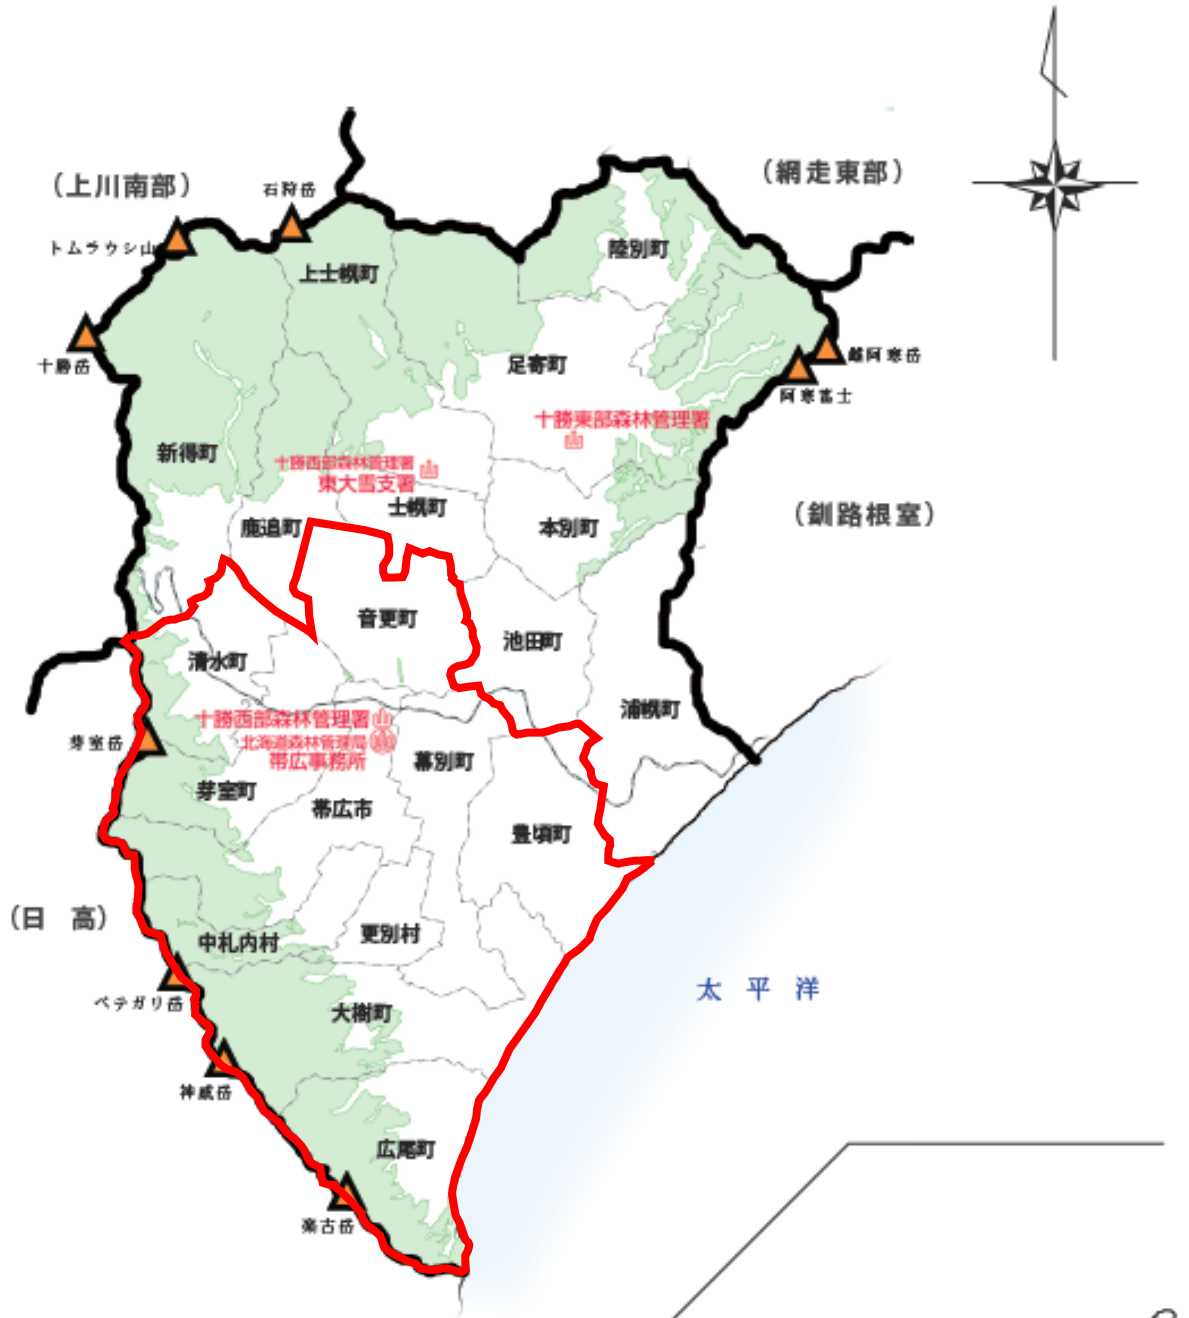 （上川南部）
石狩岳
（網走東部）
トムラウシ山
上士幌町
陸別町
十勝岳
足寄町
雌阿寒岳
阿寒富士
十勝東部森林管理署
新得町
十勝西部森林管理署
東大雪支署
士幌町
（釧路根室）
鹿追町
本別町
音更町
池田町
清水町
浦幌町
十勝西部森林管理署
北海道森林管理局
帯広事務所
芽室岳
幕別町
芽室町
帯広市
豊頃町
（日　高）
更別村
中札内村
太 平 洋
ペテガリ岳
大樹町
神威岳
広尾町
楽古岳